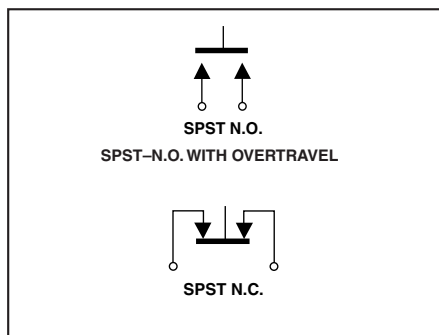 SPST N.O.
SPST–N.O. WITH OVERTRAVEL
SPST N.C.